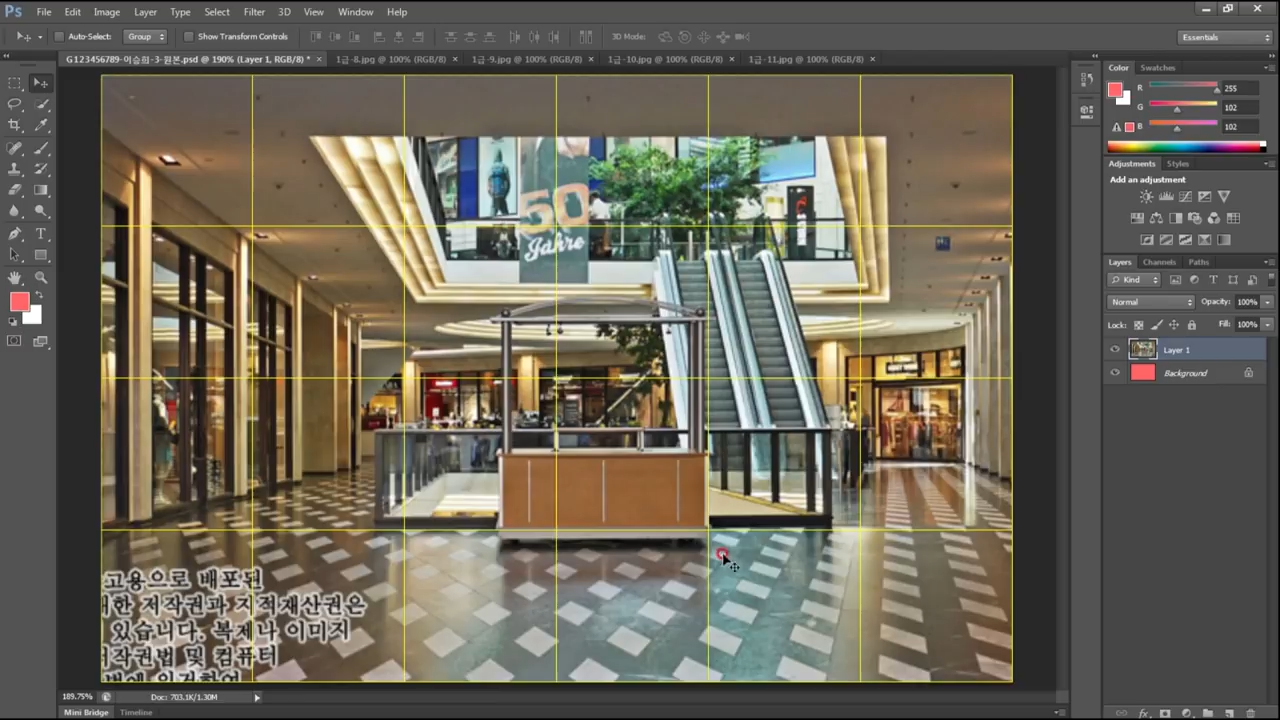 Ps File Edit Image Layer Type Select Filter 3D View Window Help
Auto-Select: Group Show Transform Controls 3D Mode: Essentials
G123456789-이승희-3-원본.psd @ 190% (Layer 1, RGB/8) * × 1급-8.jpg @ 100% (RGB/8) × 1급-9.jpg @ 100% (RGB/8) × 1급-10.jpg @ 100% (RGB/8) × 1급-11.jpg @ 100% (RGB/8) ×
Color Swatches
R 255
G 102
B 102
Adjustments Styles
Add an adjustment
Layers Channels Paths
Kind
Normal Opacity: 100%
Lock: Fill: 100%
Layer 1
Background
50
Jahre
고용으로 배포된
한 저작권과 지적재산권은
있습니다. 복제나 이미지
저작권법 및 컴퓨터
189.75% Doc: 703.1K/1.30M
Mini Bridge Timeline